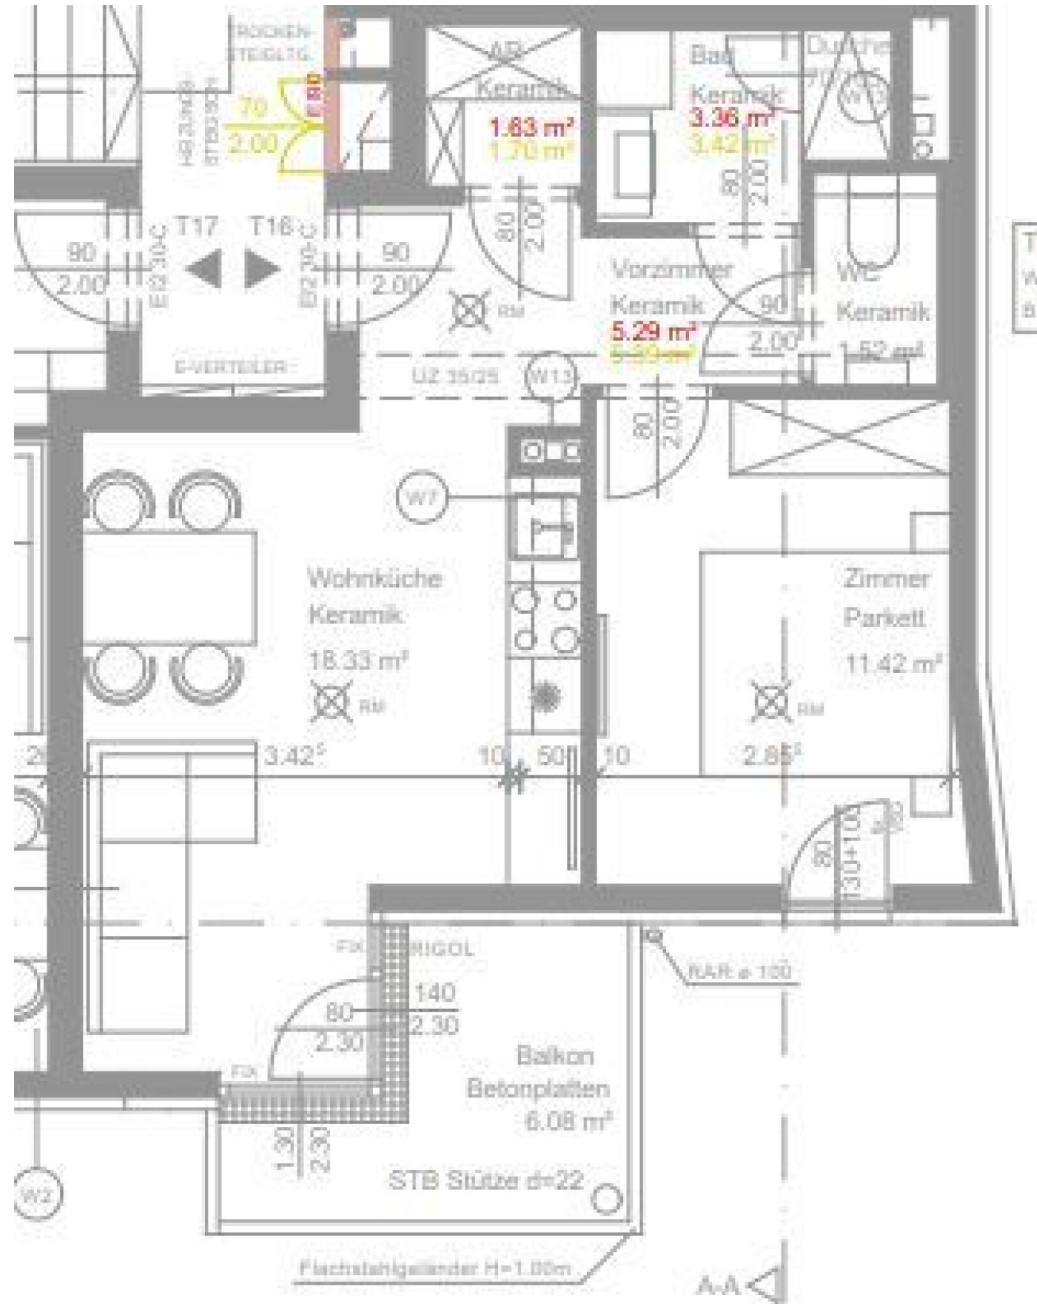 TROCKEN-
STEIGLTG.
70
2.00
T17
T16
90
2.00
EI2 30-C
EI2 30-C
90
2.00
E-VERTEILER
AR
Keramik
1.63 m²
1.70 m²
80
2.00
RM
UZ 35/25
W13
Bad
Keramik
3.36 m²
3.42 m²
80
2.00
Dusche
Vorzimmer
Keramik
5.29 m²
90
2.00
WC
Keramik
1.52 m²
80
2.00
W7
Wohnküche
Keramik
18.33 m²
RM
Zimmer
Parkett
11.42 m²
RM
3.42⁵
10
50
10
2.85⁵
80
130+100
FIX
RIGOL
140
2.30
80
2.30
FIX
RAR ø 100
Balkon
Betonplatten
6.08 m²
1.30
2.30
STB Stütze d=22
W2
Flachstahlgeländer H=1.00m
A-A